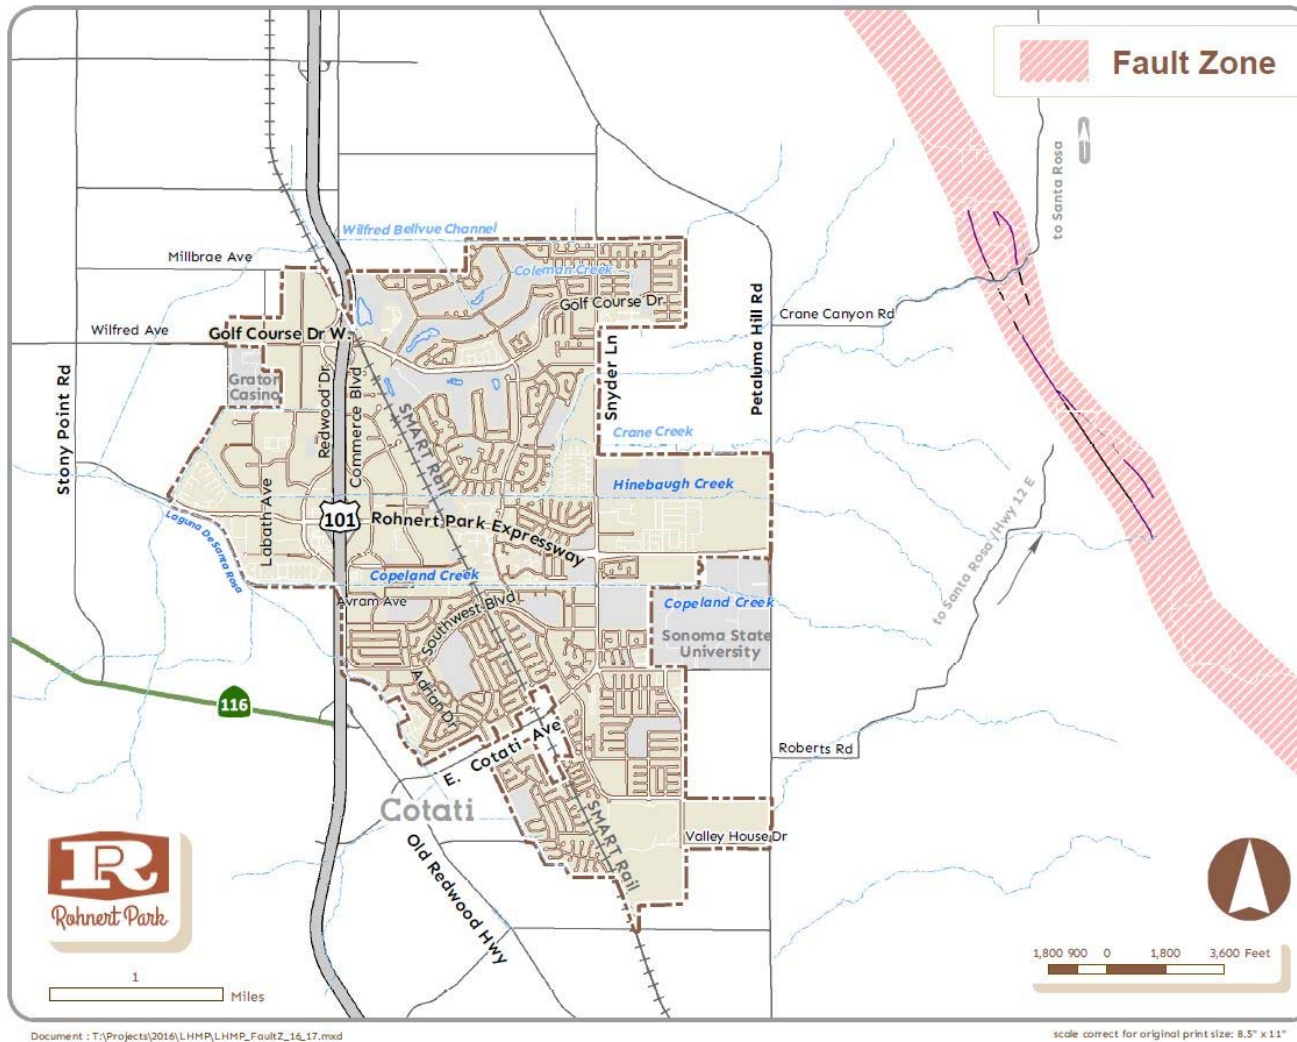 Fault Zone
to Santa Rosa
Wilfred Bellvue Channel
Millbrae Ave
Coleman Creek
Golf Course Dr
Crane Canyon Rd
Wilfred Ave
Golf Course Dr W.
Petaluma Hill Rd
Snyder Ln
Stony Point Rd
Graton
Casino
Redwood Dr
Commerce Blvd
SMART Rail
Crane Creek
Hinebaugh Creek
Labath Ave
101
Rohnert Park Expressway
Laguna De Santa Rosa
to Santa Rosa /Hwy 12 E
Copeland Creek
Avram Ave
Southwest Blvd
Copeland Creek
Sonoma State
University
Adrian Dr
116
E. Cotati Ave
Roberts Rd
Cotati
SMART Rail
Valley House Dr
Old Redwood Hwy
R
Rohnert Park
1
Miles
1,800 900 0 1,800 3,600 Feet
Document : T:\Projects\2016\LHMP\LHMP_FaultZ_16_17.mxd
scale correct for original print size: 8.5" x 11"